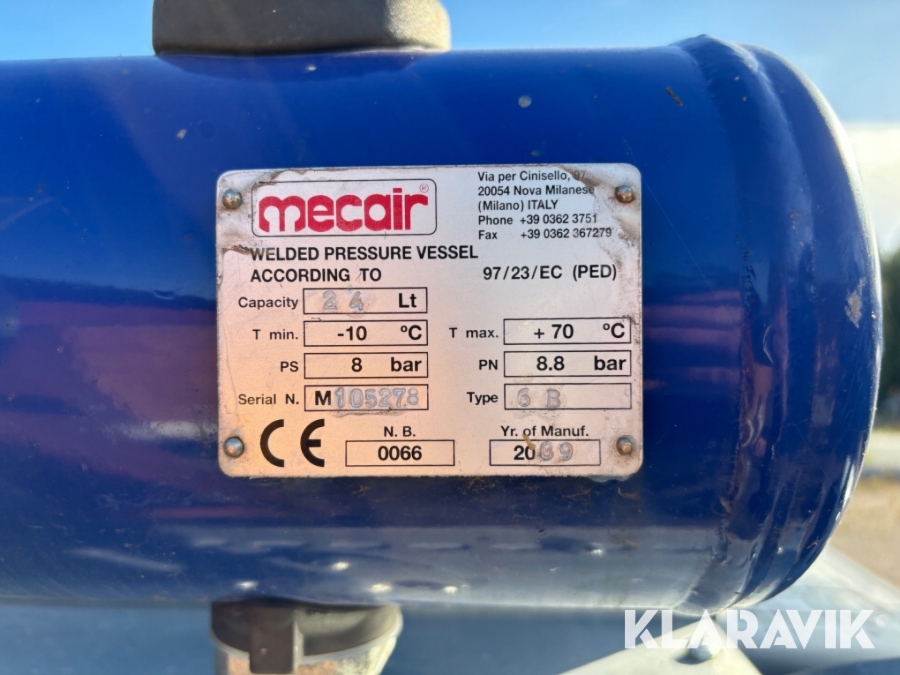 mecair®
Via per Cinisello, 97
20054 Nova Milanese
(Milano) ITALY
Phone +39 0362 3751
Fax +39 0362 367279
WELDED PRESSURE VESSEL
ACCORDING TO 97/23/EC (PED)
Capacity 24 Lt
T min. -10 °C T max. +70 °C
PS 8 bar PN 8.8 bar
Serial N. M105278 Type 6 B
CE
N.B. Yr. of Manuf.
0066
KLARAVIK